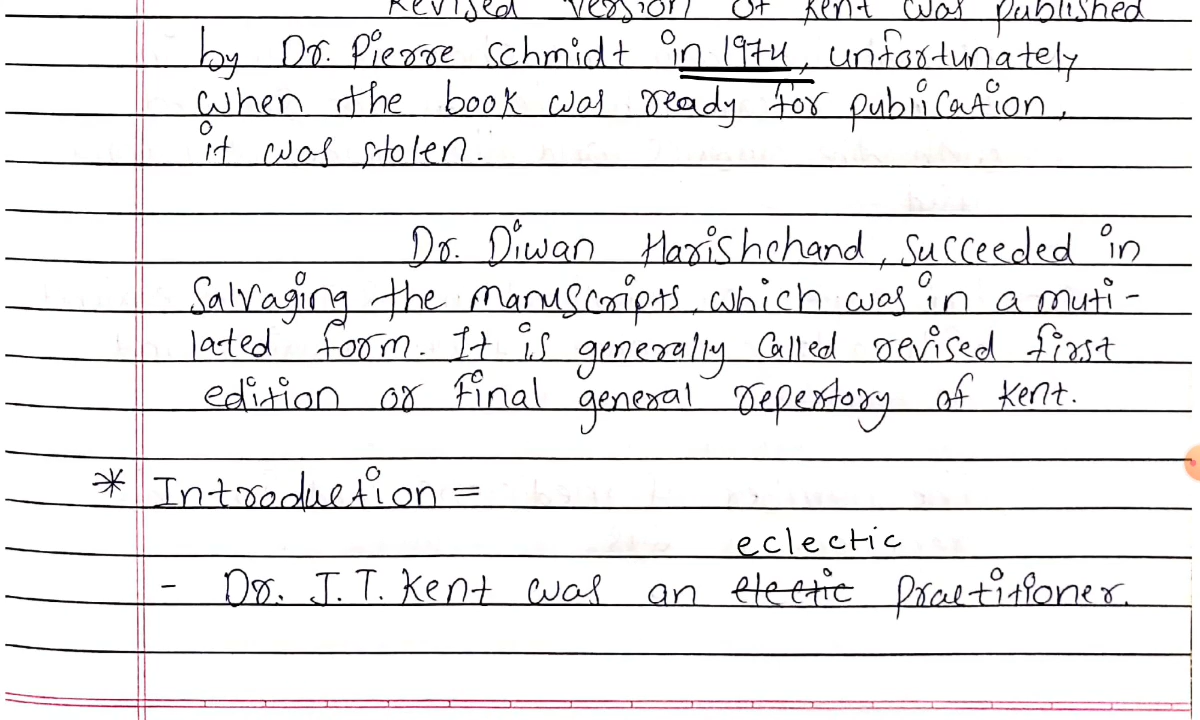 Revised version of Kent was published
by Dr. Pierre schmidt in 1974, unfortunately
when the book was ready for publication,
it was stolen.
Dr. Diwan Harishchand, succeeded in
Salvaging the manuscripts, which was in a muti-
lated form. It is generally called revised first
edition or final general repertory of Kent.
* Introduction =
eclectic
- Dr. J. T. Kent was an electic Practitioner.